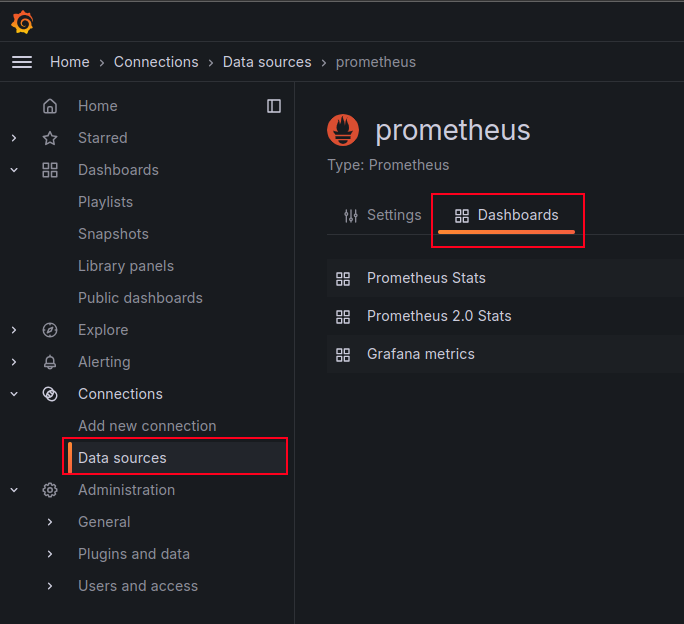 Home › Connections › Data sources › prometheus
Home
Starred
Dashboards
Playlists
Snapshots
Library panels
Public dashboards
Explore
Alerting
Connections
Add new connection
Data sources
Administration
General
Plugins and data
Users and access
prometheus
Type: Prometheus
Settings Dashboards
Prometheus Stats
Prometheus 2.0 Stats
Grafana metrics